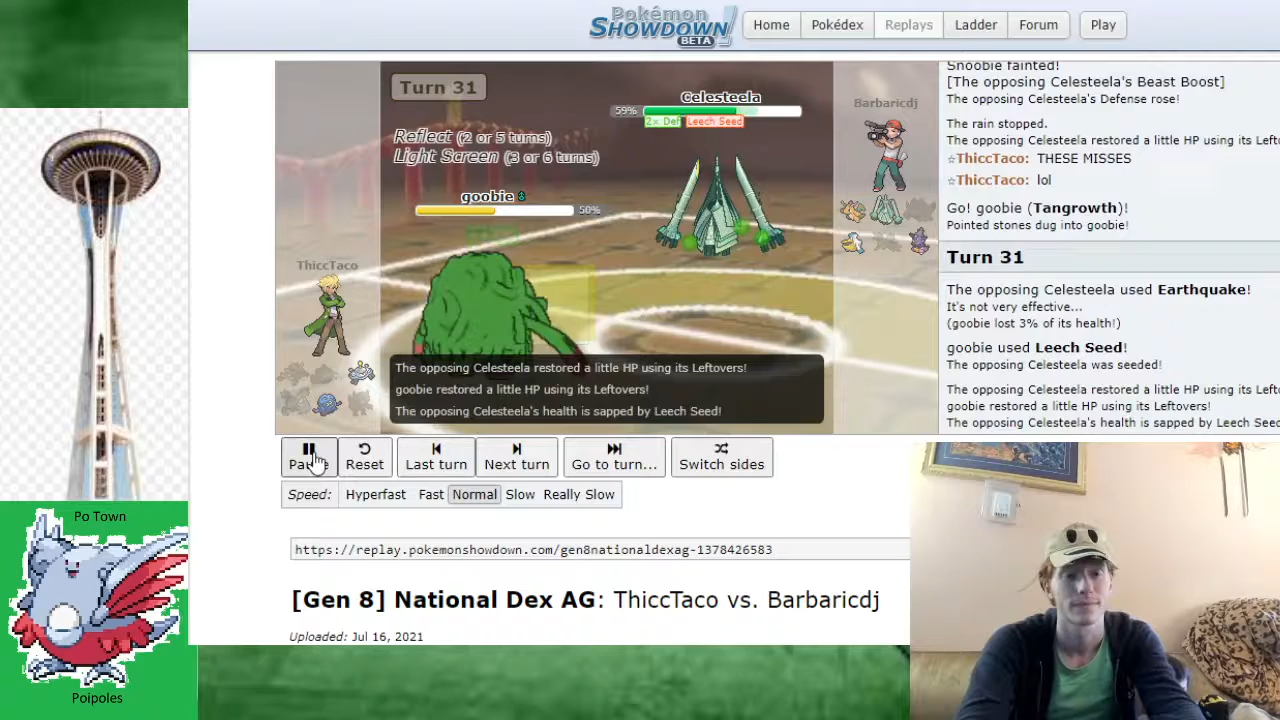 Pokémon
SHOWDOWN!
BETA
Home
Pokédex
Replays
Ladder
Forum
Play
Turn 31
Reflect (2 or 5 turns)
Light Screen (3 or 6 turns)
Celesteela
59%
2x Def
Leech Seed
goobie
50%
ThiccTaco
Barbaricdj
The opposing Celesteela restored a little HP using its Leftovers!
goobie restored a little HP using its Leftovers!
The opposing Celesteela's health is sapped by Leech Seed!
Snoobie fainted!
[The opposing Celesteela's Beast Boost]
The opposing Celesteela's Defense rose!
The rain stopped.
The opposing Celesteela restored a little HP using its Lefto
☆ThiccTaco: THESE MISSES
☆ThiccTaco: lol
Go! goobie (Tangrowth)!
Pointed stones dug into goobie!
Turn 31
The opposing Celesteela used Earthquake!
It's not very effective...
(goobie lost 3% of its health!)
goobie used Leech Seed!
The opposing Celesteela was seeded!
The opposing Celesteela restored a little HP using its Lefto
goobie restored a little HP using its Leftovers!
The opposing Celesteela's health is sapped by Leech Seed
Pause
Reset
Last turn
Next turn
Go to turn...
Switch sides
Speed:
Hyperfast
Fast
Normal
Slow
Really Slow
https://replay.pokemonshowdown.com/gen8nationaldexag-1378426583
[Gen 8] National Dex AG: ThiccTaco vs. Barbaricdj
Uploaded: Jul 16, 2021
Po Town
Poipoles